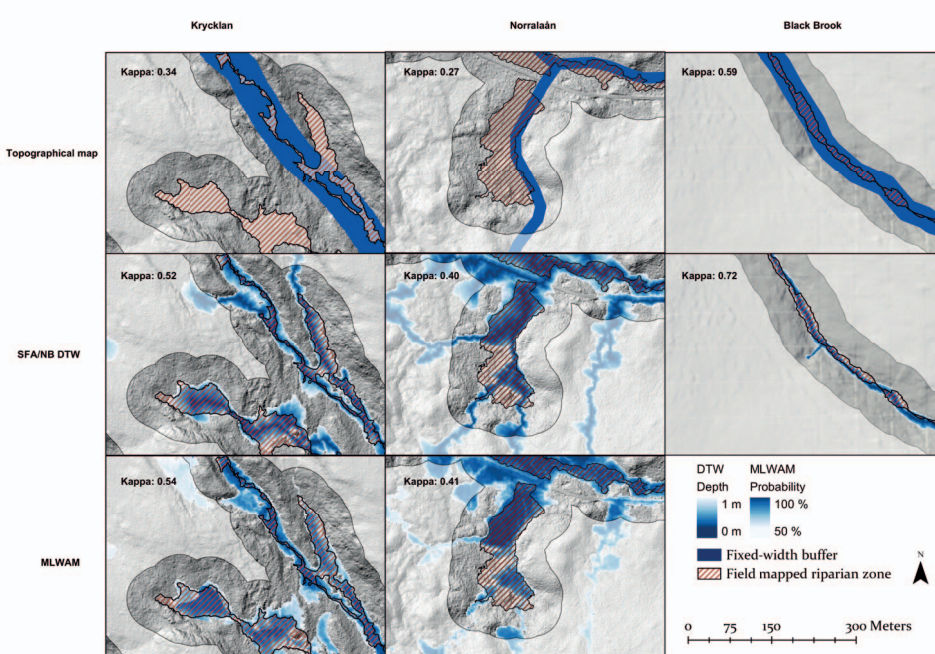 Krycklan
Norralaån
Black Brook
Topographical map
Kappa: 0.34
Kappa: 0.27
Kappa: 0.59
SFA/NB DTW
Kappa: 0.52
Kappa: 0.40
Kappa: 0.72
MLWAM
Kappa: 0.54
Kappa: 0.41
DTW MLWAM
Depth Probability
1 m 100 %
0 m 50 %
Fixed-width buffer
Field mapped riparian zone
N
0 75 150 300 Meters